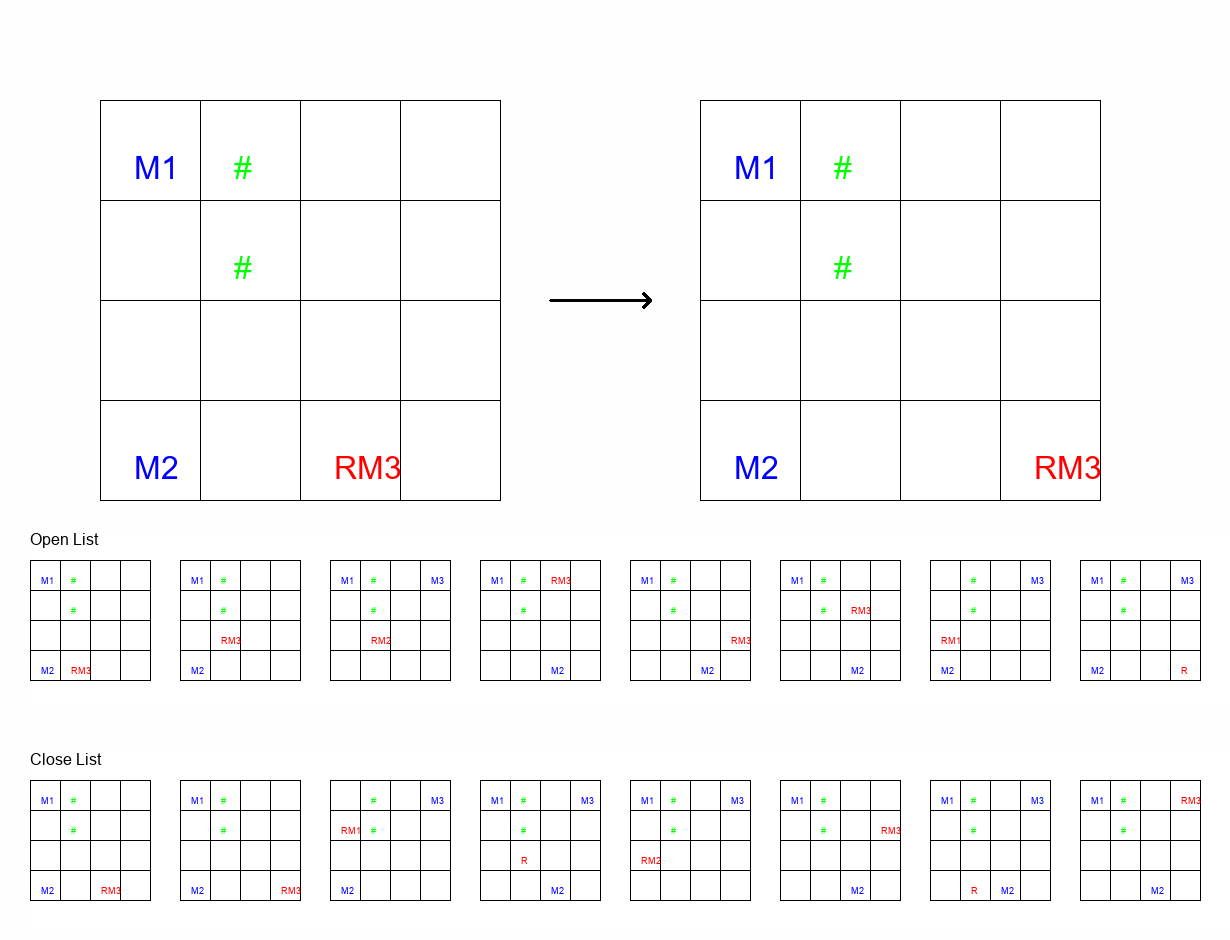 M1 # M1 #
# #
M2 RM3 M2 RM3
Open List
M1 # M1 # M1 # M3 M1 # RM3 M1 # M1 # # M3 M1 # M3
# # # # # # RM3 # #
RM3 RM2 RM3 RM1
M2 RM3 M2 M2 M2 M2 M2 M2 R
Close List
M1 # M1 # # M3 M1 # M3 M1 # M3 M1 # M1 # M3 M1 # RM3
# # RM1 # # # # RM3 # #
R RM2
M2 RM3 M2 RM3 M2 M2 M2 R M2 M2